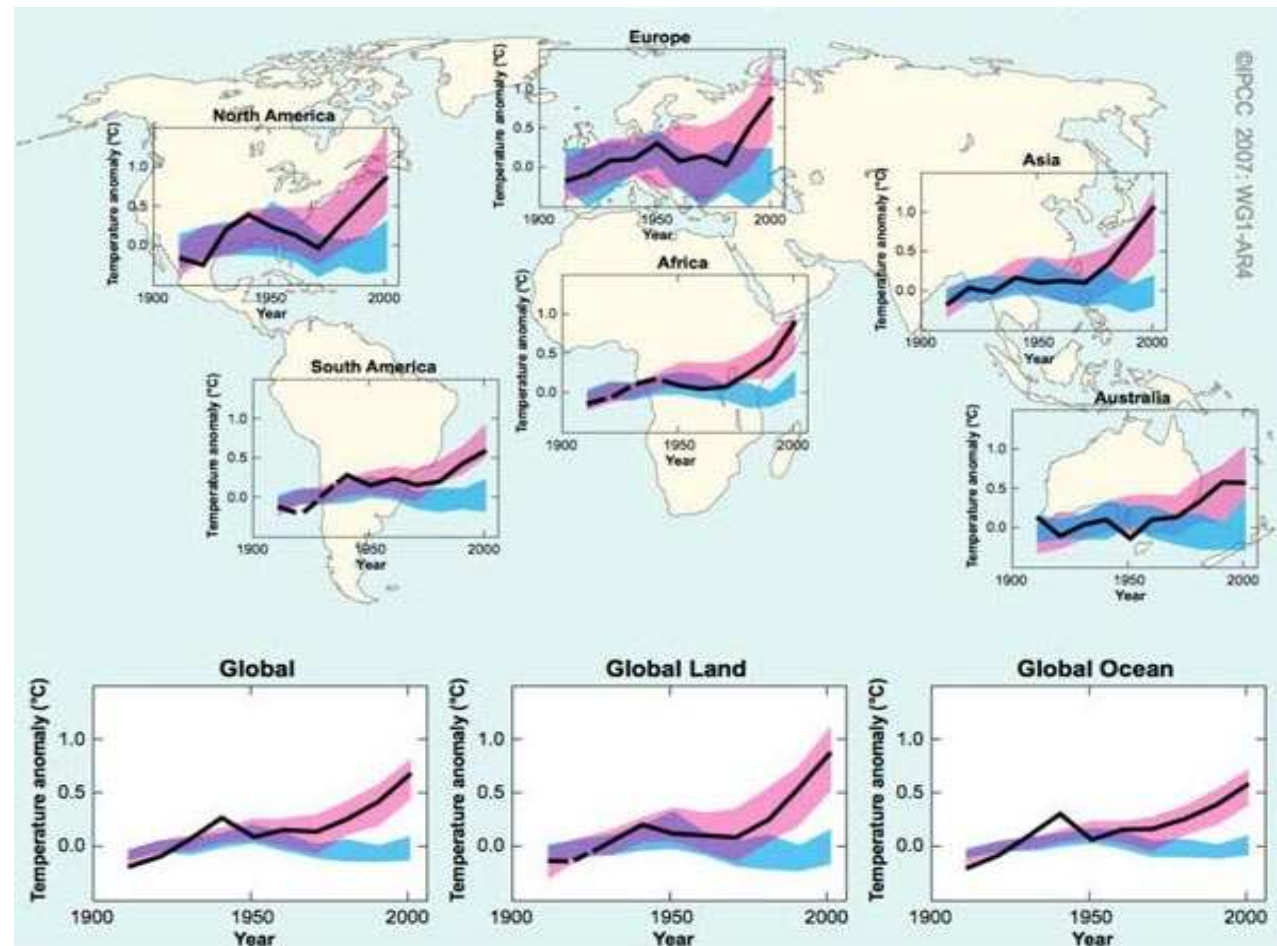 Europe
Temperature anomaly (°C)
1.0
0.5
0.0
1900
1950
2000
Year
North America
Temperature anomaly (°C)
1.0
0.5
0.0
1900
1950
2000
Year
Asia
Temperature anomaly (°C)
1.0
0.5
0.0
1900
1950
2000
Year
©IPCC 2007: WG1-AR4
Africa
Temperature anomaly (°C)
1.0
0.5
0.0
1900
1950
2000
Year
South America
Temperature anomaly (°C)
1.0
0.5
0.0
1900
1950
2000
Year
Australia
Temperature anomaly (°C)
1.0
0.5
0.0
1900
1950
2000
Year
Global
Temperature anomaly (°C)
1.0
0.5
0.0
1900
1950
2000
Year
Global Land
Temperature anomaly (°C)
1.0
0.5
0.0
1900
1950
2000
Year
Global Ocean
Temperature anomaly (°C)
1.0
0.5
0.0
1900
1950
2000
Year